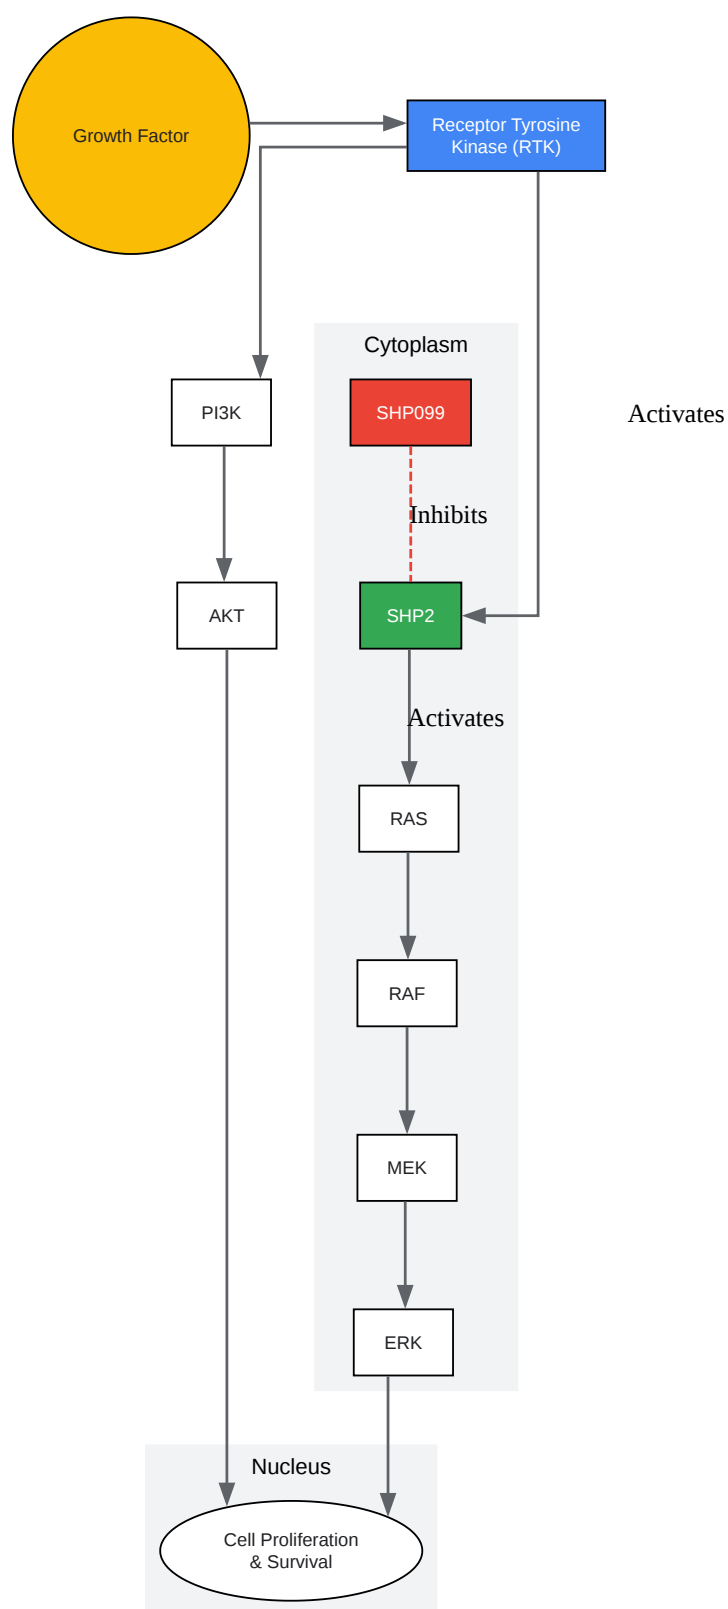 Growth Factor
Receptor Tyrosine
Kinase (RTK)
Cytoplasm
PI3K
SHP099
Activates
Inhibits
AKT
SHP2
Activates
RAS
RAF
MEK
ERK
Nucleus
Cell Proliferation
& Survival